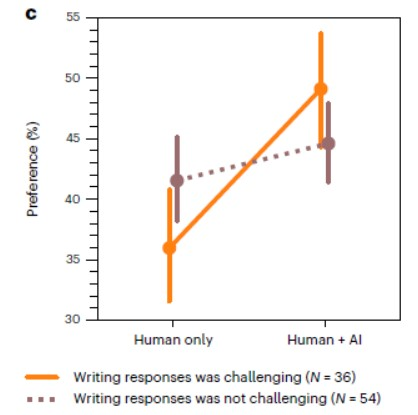 c
55
50
45
40
35
30
Preference (%)
Human only
Human + AI
Writing responses was challenging (N = 36)
Writing responses was not challenging (N = 54)